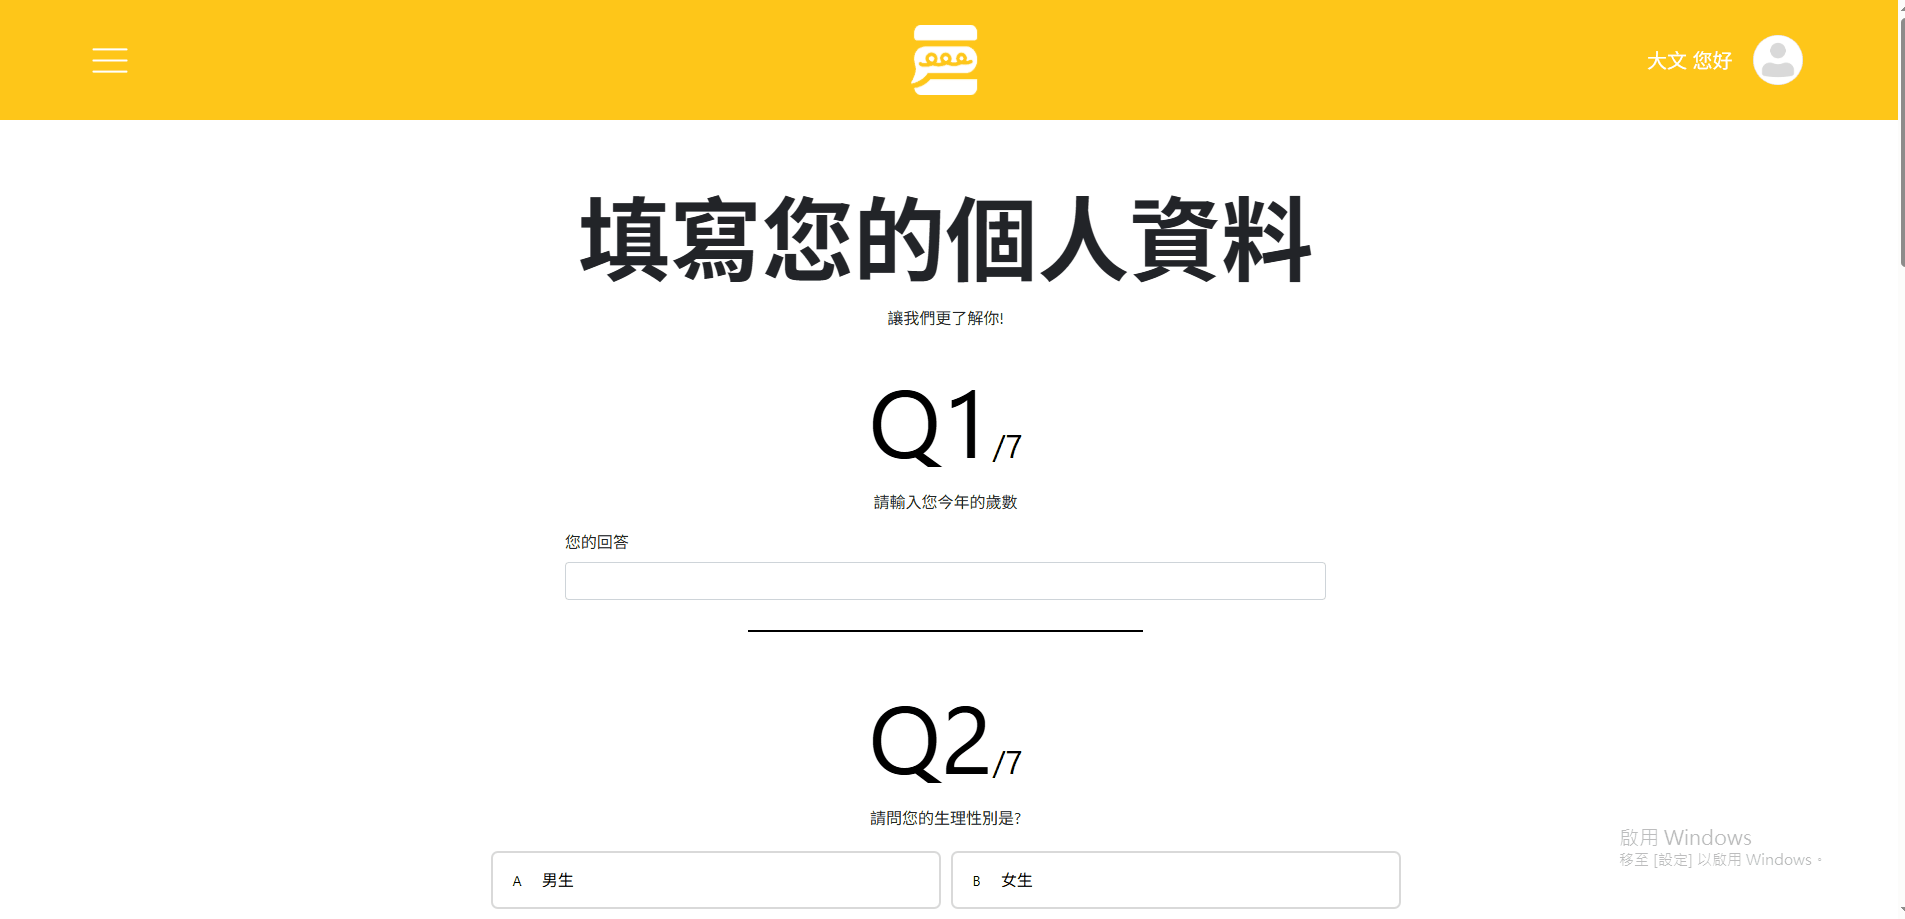 大文 您好
填寫您的個人資料
讓我們更了解你!
Q1/7
請輸入您今年的歲數
您的回答
Q2/7
請問您的生理性別是?
A 男生
B 女生
啟用 Windows
移至 [設定] 以啟用 Windows。